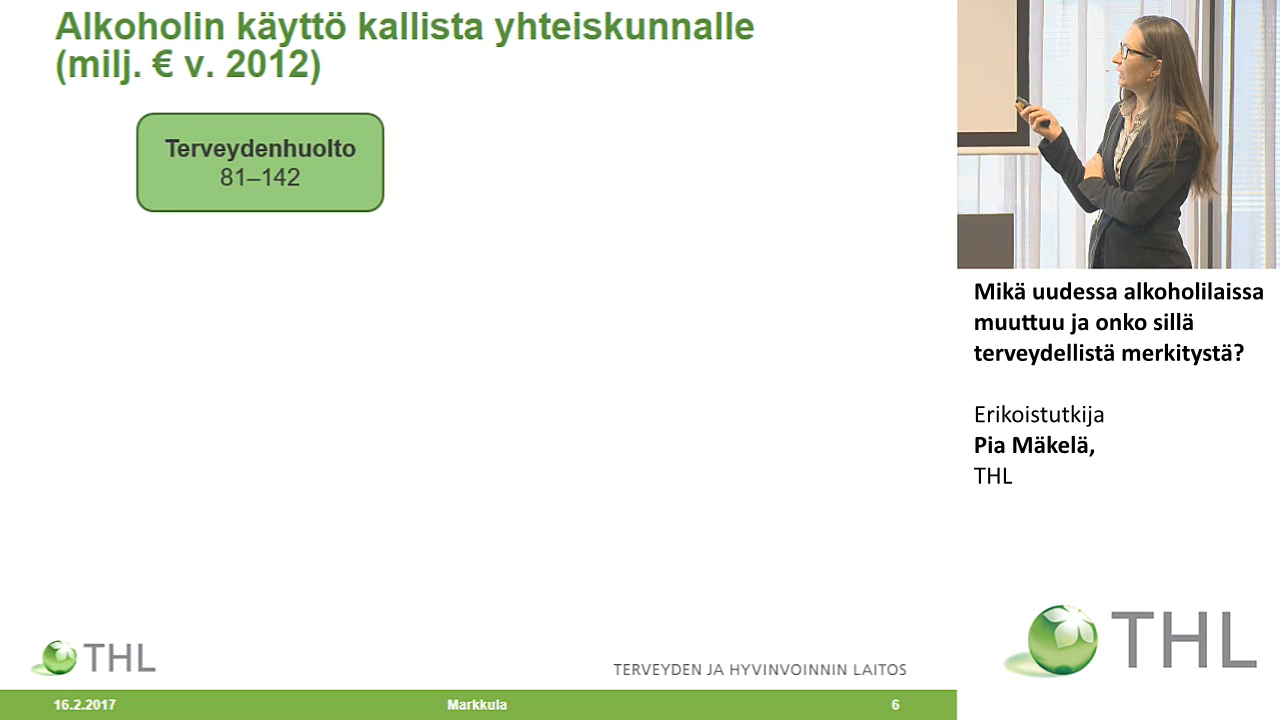 Alkoholin käyttö kallista yhteiskunnalle
(milj. € v. 2012)
Terveydenhuolto
81–142
THL
TERVEYDEN JA HYVINVOINNIN LAITOS
16.2.2017
Markkula
6
Mikä uudessa alkoholilaissa
muuttuu ja onko sillä
terveydellistä merkitystä?
Erikoistutkija
Pia Mäkelä,
THL
THL